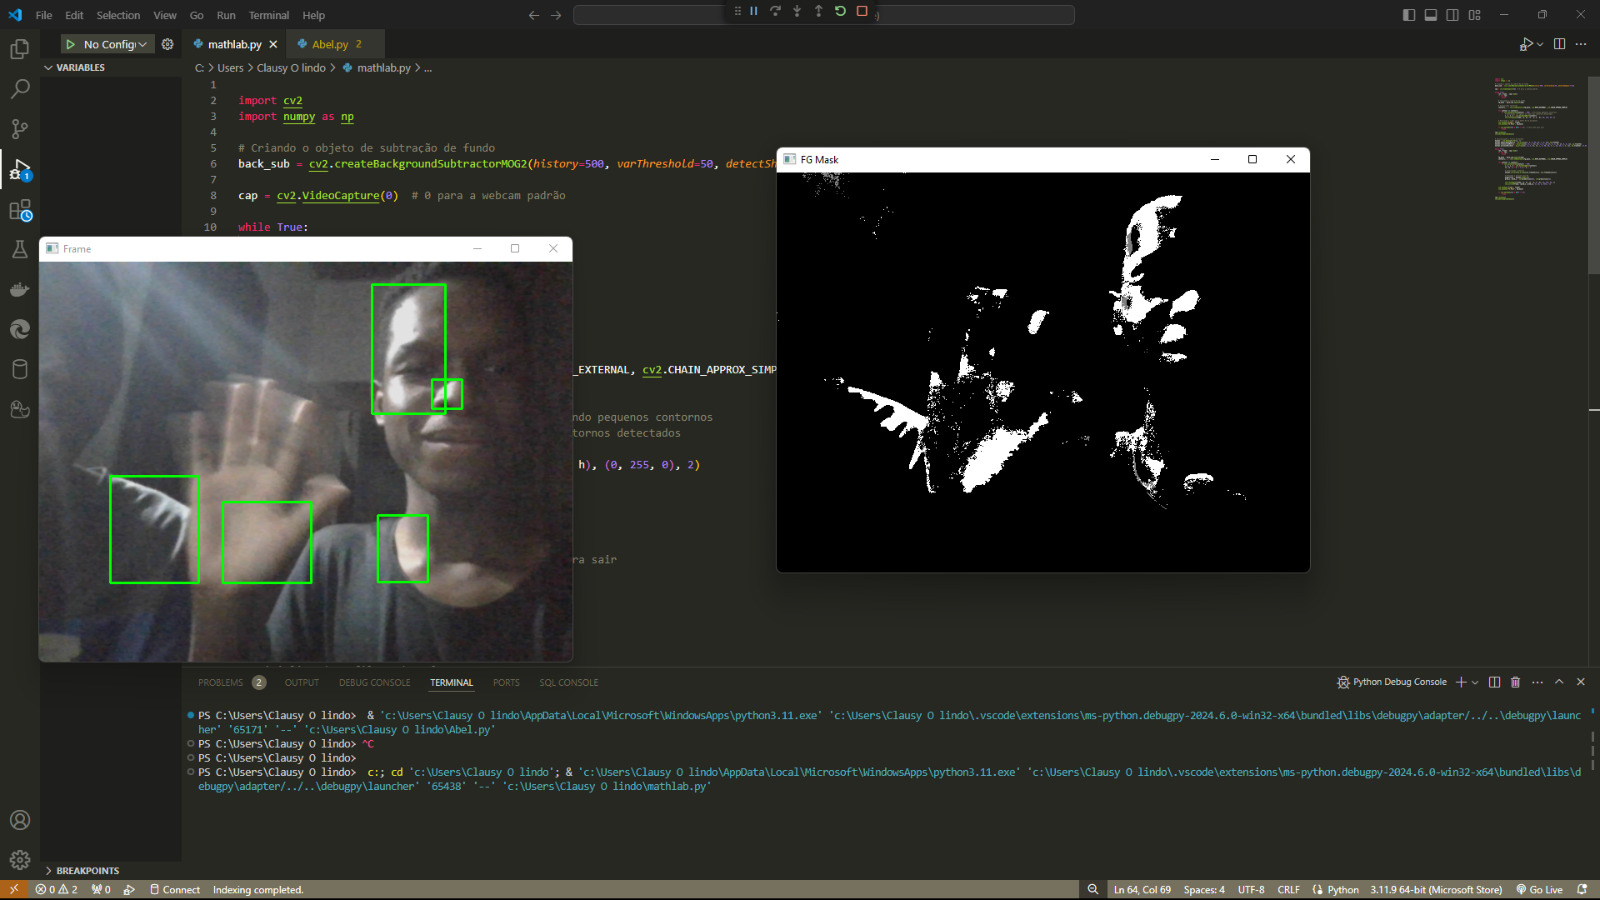 File Edit Selection View Go Run Terminal Help
No Config
mathlab.py
Abel.py 2
VARIABLES
C: > Users > Clausy O lindo > mathlab.py > ...
1
2 import cv2
3 import numpy as np
4
5 # Criando o objeto de subtração de fundo
6 back_sub = cv2.createBackgroundSubtractorMOG2(history=500, varThreshold=50, detectSh
7
8 cap = cv2.VideoCapture(0) # 0 para a webcam padrão
9
10 while True:
FG Mask
Frame
_EXTERNAL, cv2.CHAIN_APPROX_SIMP
ndo pequenos contornos
tornos detectados
h), (0, 255, 0), 2)
ra sair
PROBLEMS 2 OUTPUT DEBUG CONSOLE TERMINAL PORTS SQL CONSOLE
Python Debug Console
PS C:\Users\Clausy O lindo> & 'c:\Users\Clausy O lindo\AppData\Local\Microsoft\WindowsApps\python3.11.exe' 'c:\Users\Clausy O lindo\.vscode\extensions\ms-python.debugpy-2024.6.0-win32-x64\bundled\libs\debugpy\adapter/../..\debugpy\launc
her' '65171' '--' 'c:\Users\Clausy O lindo\Abel.py'
PS C:\Users\Clausy O lindo> ^C
PS C:\Users\Clausy O lindo>
PS C:\Users\Clausy O lindo> c:; cd 'c:\Users\Clausy O lindo'; & 'c:\Users\Clausy O lindo\AppData\Local\Microsoft\WindowsApps\python3.11.exe' 'c:\Users\Clausy O lindo\.vscode\extensions\ms-python.debugpy-2024.6.0-win32-x64\bundled\libs\d
ebugpy\adapter/../..\debugpy\launcher' '65438' '--' 'c:\Users\Clausy O lindo\mathlab.py'
BREAKPOINTS
0 2 0 Connect Indexing completed.
Ln 64, Col 69 Spaces: 4 UTF-8 CRLF Python 3.11.9 64-bit (Microsoft Store) Go Live